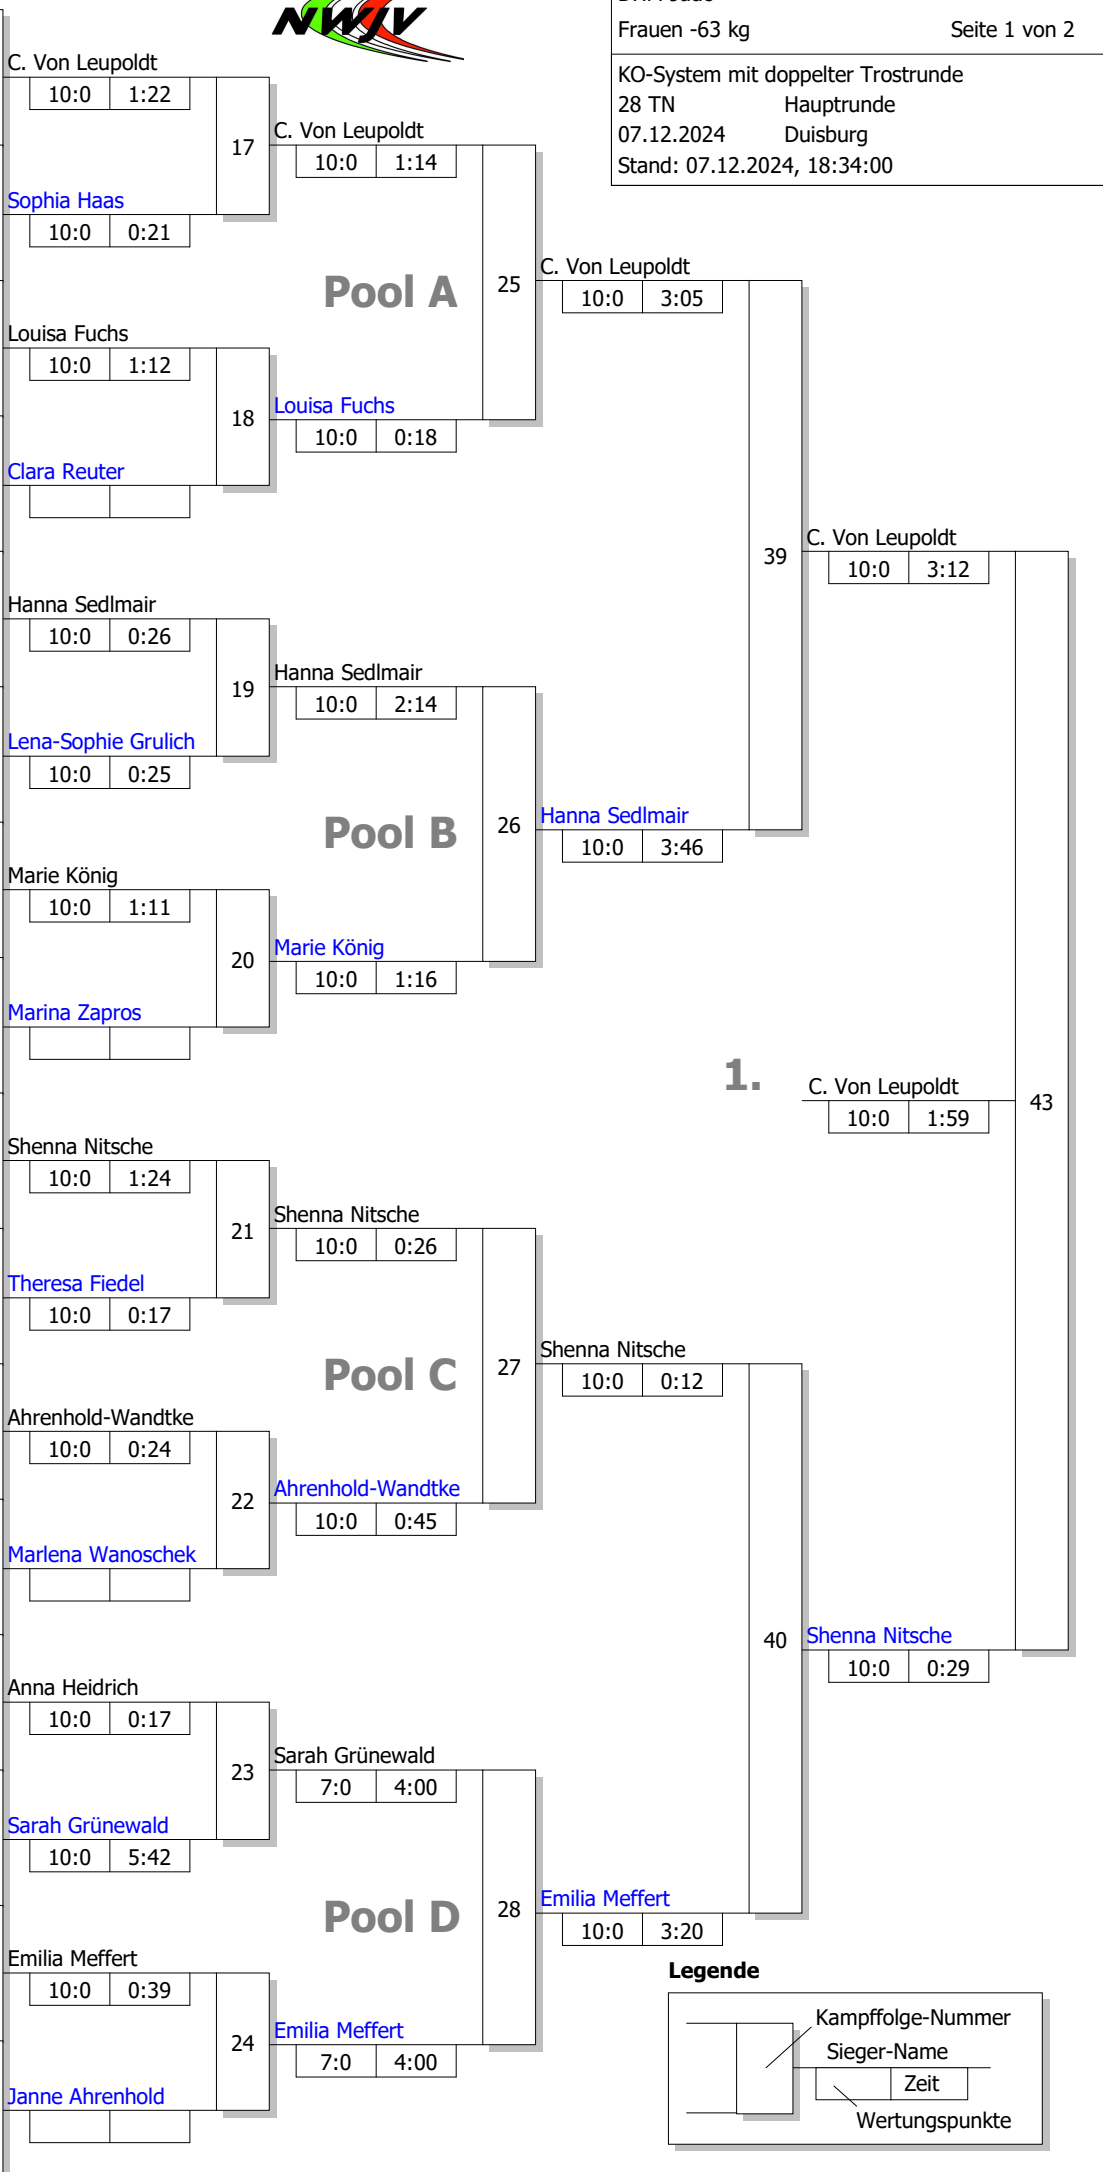 NWJV
Frauen -63 kg Seite 1 von 2
KO-System mit doppelter Trostrunde
28 TN Hauptrunde
07.12.2024 Duisburg
Stand: 07.12.2024, 18:34:00
C. Von Leupoldt
10:0 1:22
17
C. Von Leupoldt
10:0 1:14
Sophia Haas
10:0 0:21
Pool A
25
C. Von Leupoldt
10:0 3:05
Louisa Fuchs
10:0 1:12
18
Louisa Fuchs
10:0 0:18
Clara Reuter
39
C. Von Leupoldt
10:0 3:12
Hanna Sedlmair
10:0 0:26
19
Hanna Sedlmair
10:0 2:14
Lena-Sophie Grulich
10:0 0:25
Pool B
26
Hanna Sedlmair
10:0 3:46
Marie König
10:0 1:11
20
Marie König
10:0 1:16
Marina Zapros
1.
C. Von Leupoldt
10:0 1:59
43
Shenna Nitsche
10:0 1:24
21
Shenna Nitsche
10:0 0:26
Theresa Fiedel
10:0 0:17
Pool C
27
Shenna Nitsche
10:0 0:12
Ahrenhold-Wandtke
10:0 0:24
22
Ahrenhold-Wandtke
10:0 0:45
Marlena Wanoschek
40
Shenna Nitsche
10:0 0:29
Anna Heidrich
10:0 0:17
23
Sarah Grünewald
7:0 4:00
Sarah Grünewald
10:0 5:42
Pool D
28
Emilia Meffert
10:0 3:20
Emilia Meffert
10:0 0:39
24
Emilia Meffert
7:0 4:00
Janne Ahrenhold
Legende
Kampffolge-Nummer
Sieger-Name
Zeit
Wertungspunkte